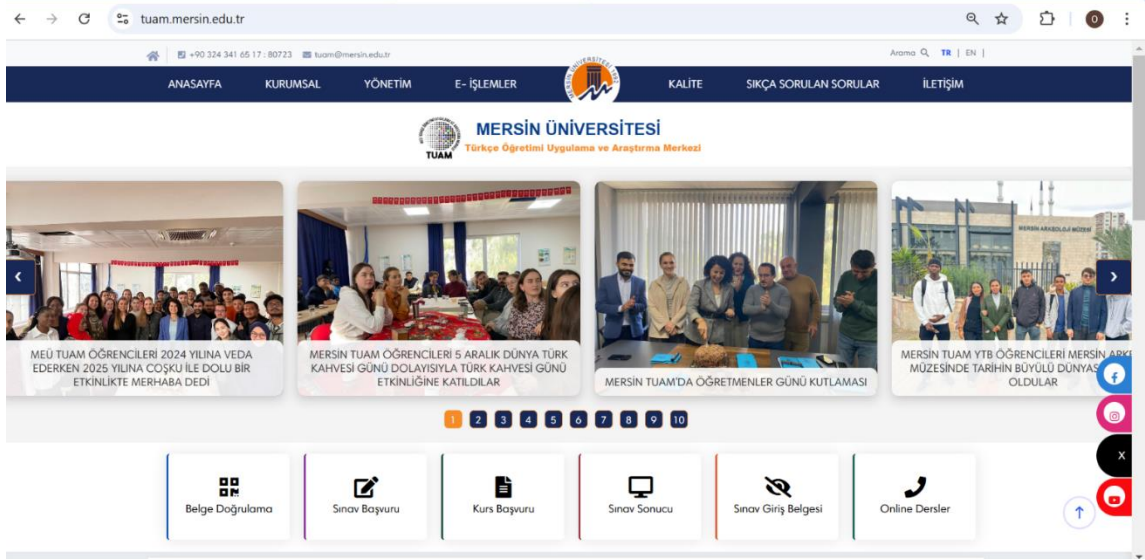 tuam.mersin.edu.tr
O
+90 324 341 65 17 : 80723 tuam@mersin.edu.tr
Arama TR | EN |
ANASAYFA KURUMSAL YÖNETİM E- İŞLEMLER KALİTE SIKÇA SORULAN SORULAR İLETİŞİM
MERSİN ÜNİVERSİTESİ
Türkçe Öğretimi Uygulama ve Araştırma Merkezi
TUAM
MERSİN ARKEOLOJİ MÜZESİ
MEÜ TUAM ÖĞRENCİLERİ 2024 YILINA VEDA
EDERKEN 2025 YILINA COŞKU İLE DOLU BİR
ETKİNLİKTE MERHABA DEDİ
MERSİN TUAM ÖĞRENCİLERİ 5 ARALIK DÜNYA TÜRK
KAHVESİ GÜNÜ DOLAYISIYLA TÜRK KAHVESİ GÜNÜ
ETKİNLİĞİNE KATILDILAR
MERSİN TUAM'DA ÖĞRETMENLER GÜNÜ KUTLAMASI
MERSİN TUAM YTB ÖĞRENCİLERİ MERSİN ARKE
MÜZESİNDE TARİHİN BÜYÜLÜ DÜNYAS
OLDULAR
1 2 3 4 5 6 7 8 9 10
X
Belge Doğrulama
Sınav Başvuru
Kurs Başvuru
Sınav Sonucu
Sınav Giriş Belgesi
Online Dersler